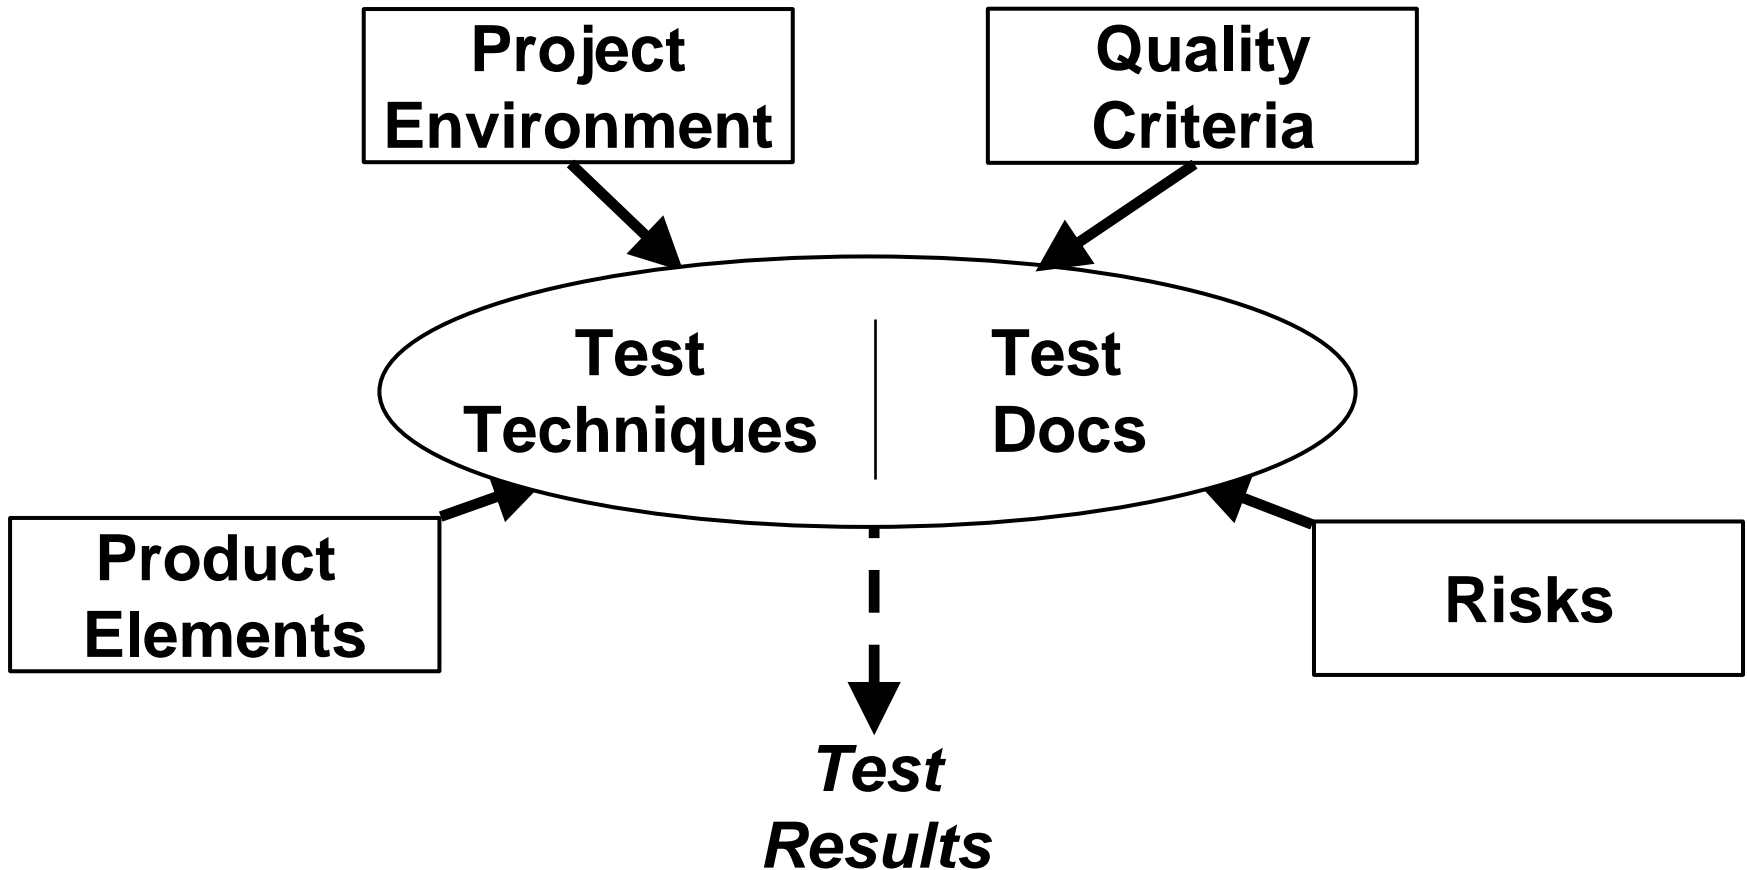 Project
Environment
Quality
Criteria
Test
Techniques
Test
Docs
Product
Elements
Risks
Test
Results